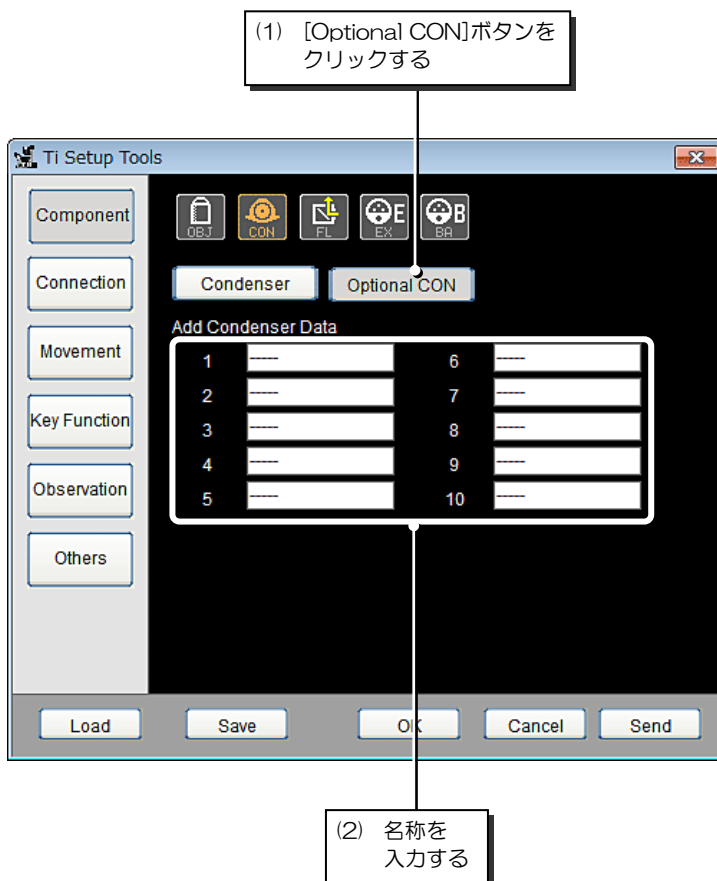 (1) [Optional CON]ボタンを
クリックする
Ti Setup Tools
Component
OBJ CON FL E EX B BA
Connection
Condenser Optional CON
Add Condenser Data
Movement
1 ----- 6 -----
2 ----- 7 -----
Key Function
3 ----- 8 -----
4 ----- 9 -----
Observation
5 ----- 10 -----
Others
Load Save OK Cancel Send
(2) 名称を
入力する